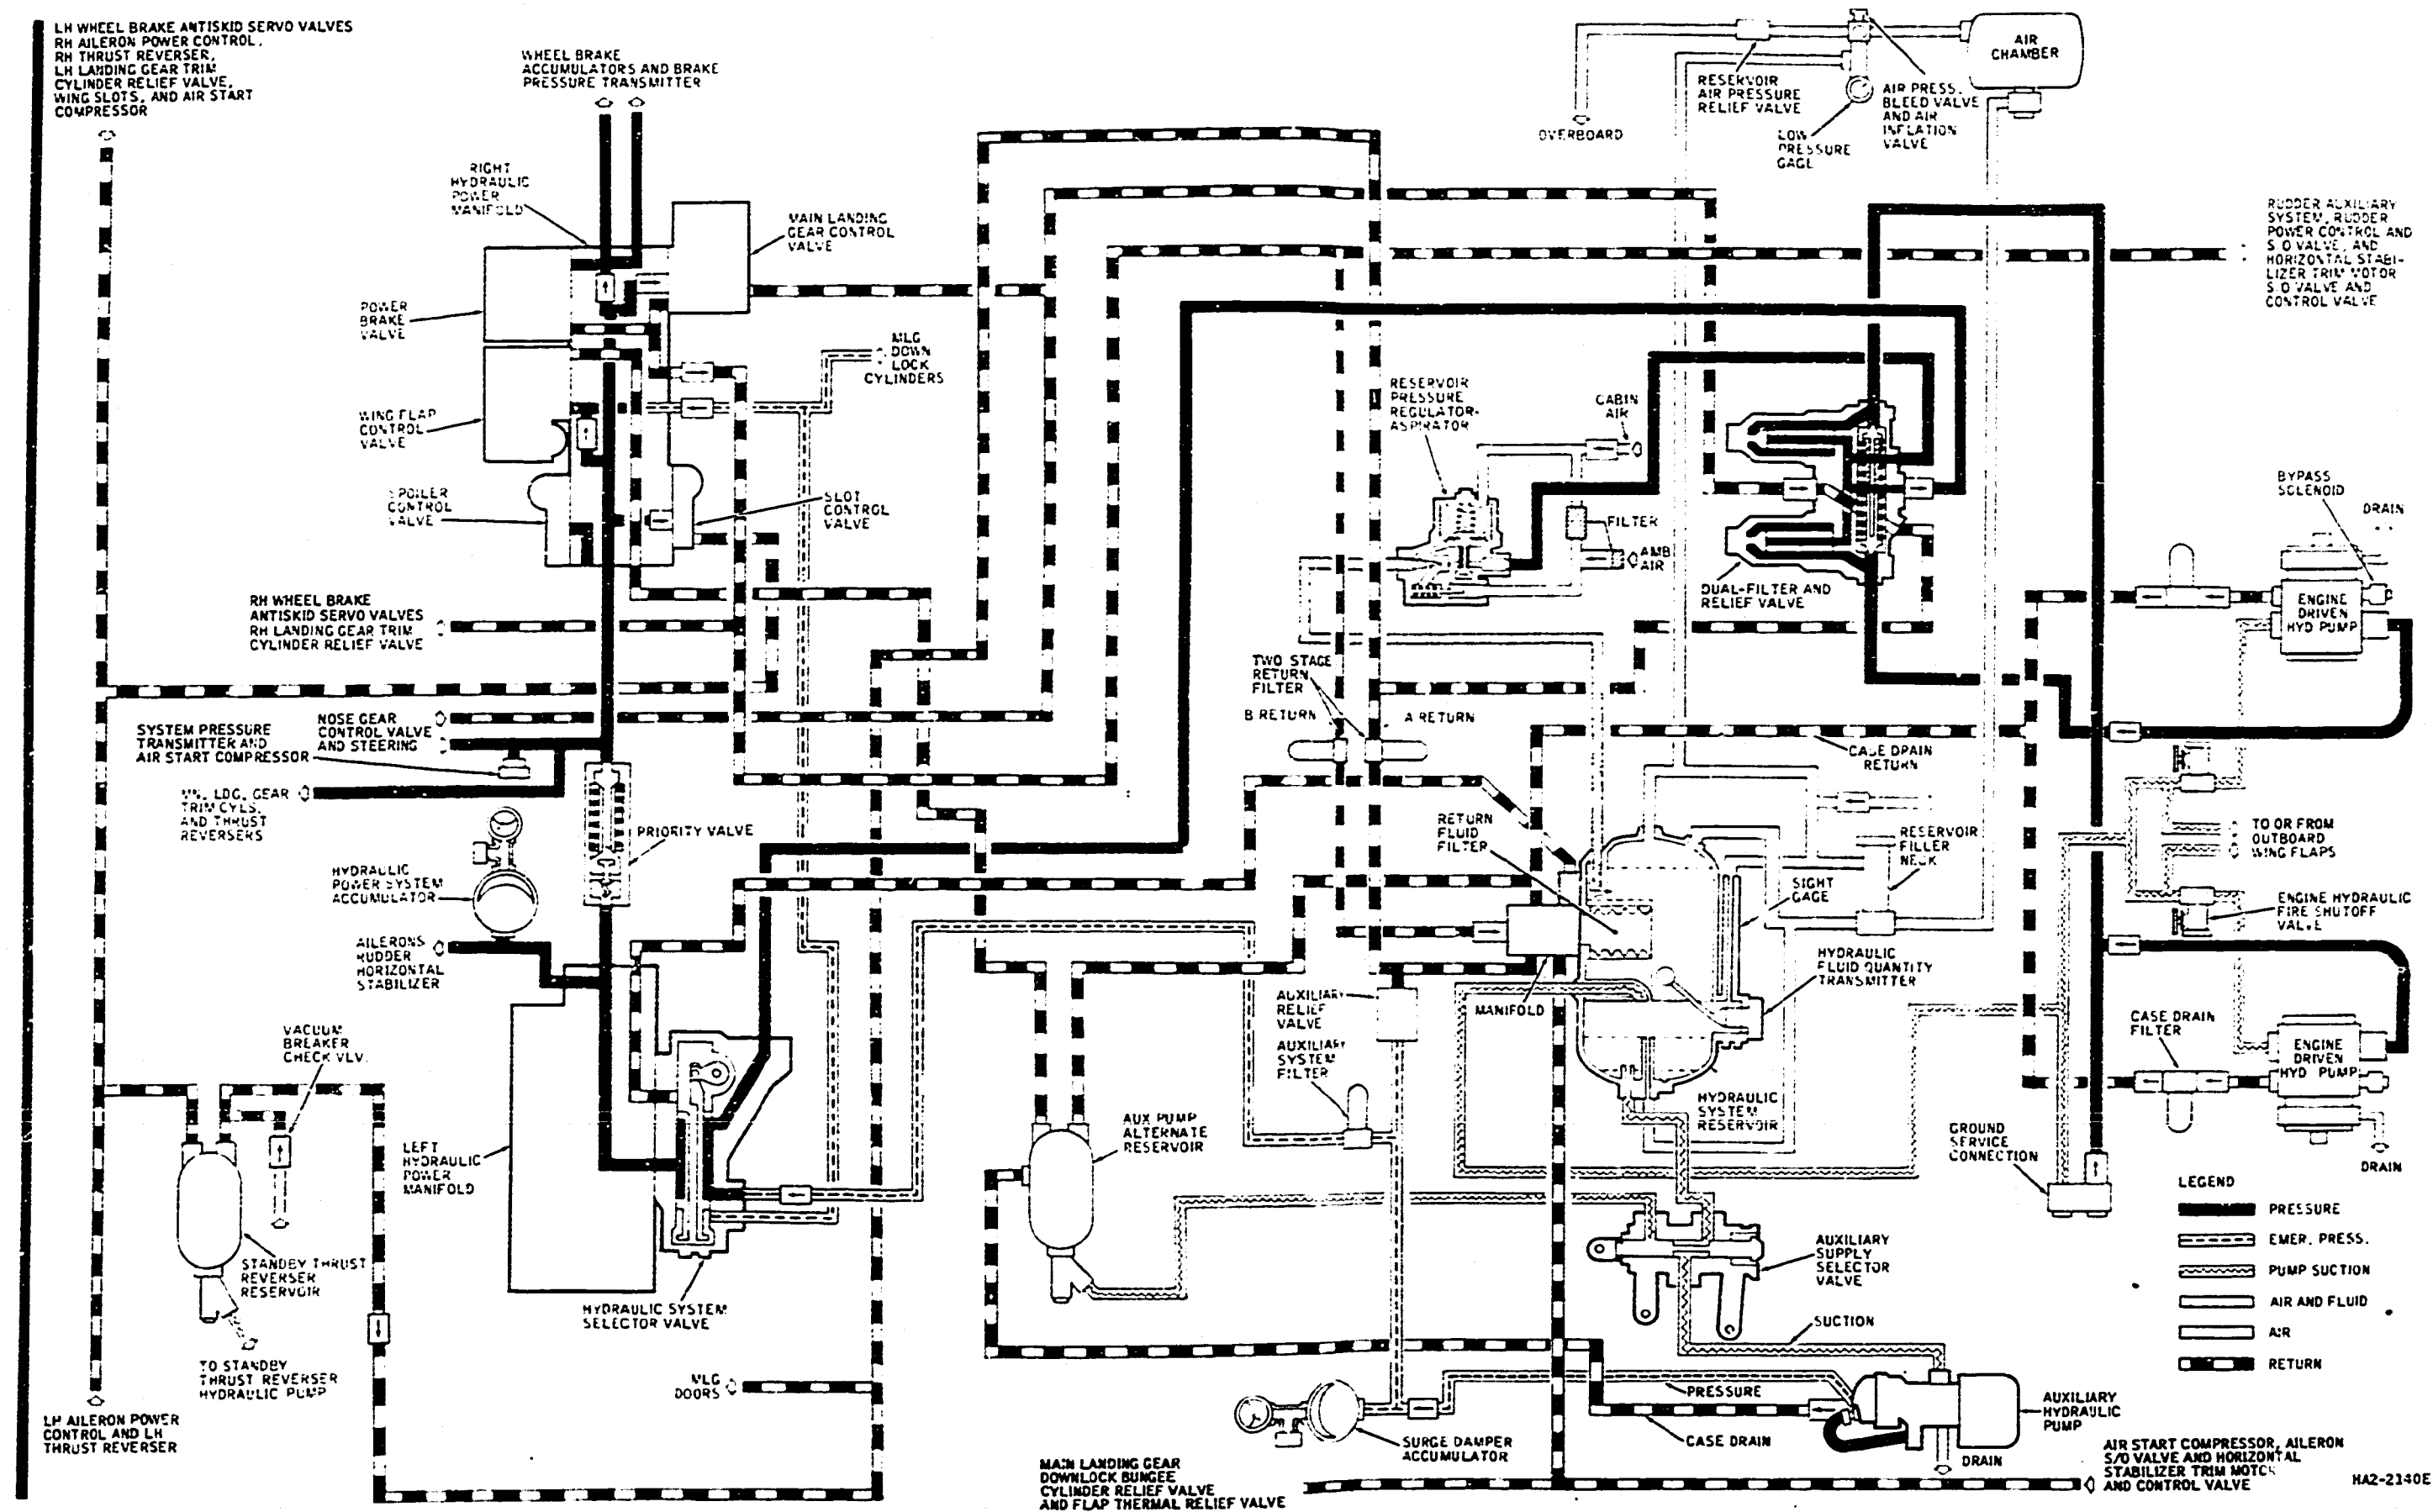 LH WHEEL BRAKE ANTISKID SERVO VALVES
RH AILERON POWER CONTROL,
RH THRUST REVERSER,
LH LANDING GEAR TRIM
CYLINDER RELIEF VALVE,
WING SLOTS, AND AIR START
COMPRESSOR
WHEEL BRAKE
ACCUMULATORS AND BRAKE
PRESSURE TRANSMITTER
RIGHT
HYDRAULIC
POWER
MANIFOLD
MAIN LANDING
GEAR CONTROL
VALVE
POWER
BRAKE
VALVE
MLG
DOWN
LOCK
CYLINDERS
WING FLAP
CONTROL
VALVE
SPOILER
CONTROL
VALVE
SLOT
CONTROL
VALVE
RH WHEEL BRAKE
ANTISKID SERVO VALVES
RH LANDING GEAR TRIM
CYLINDER RELIEF VALVE
NOSE GEAR
CONTROL VALVE
AND STEERING
SYSTEM PRESSURE
TRANSMITTER AND
AIR START COMPRESSOR
MN. LDG. GEAR
TRIM CYLS.
AND THRUST
REVERSERS
PRIORITY VALVE
HYDRAULIC
POWER SYSTEM
ACCUMULATOR
AILERONS
RUDDER
HORIZONTAL
STABILIZER
VACUUM
BREAKER
CHECK VLV.
LEFT
HYDRAULIC
POWER
MANIFOLD
STANDBY THRUST
REVERSER
RESERVOIR
HYDRAULIC SYSTEM
SELECTOR VALVE
TO STANDBY
THRUST REVERSER
HYDRAULIC PUMP
MLG
DOORS
LH AILERON POWER
CONTROL AND LH
THRUST REVERSER
OVERBOARD
RESERVOIR
AIR PRESSURE
RELIEF VALVE
LOW
PRESSURE
GAGE
AIR PRESS.
BLEED VALVE
AND AIR
INFLATION
VALVE
AIR
CHAMBER
RUDDER AUXILIARY
SYSTEM, RUDDER
POWER CONTROL AND
S/O VALVE, AND
HORIZONTAL STABI-
LIZER TRIM MOTOR
S/O VALVE AND
CONTROL VALVE
RESERVOIR
PRESSURE
REGULATOR-
ASPIRATOR
CABIN
AIR
FILTER
AMB
AIR
DUAL-FILTER AND
RELIEF VALVE
BYPASS
SOLENOID
DRAIN
ENGINE
DRIVEN
HYD PUMP
TWO STAGE
RETURN
FILTER
B RETURN
A RETURN
CASE DRAIN
RETURN
RETURN
FLUID
FILTER
RESERVOIR
FILLER
NECK
SIGHT
GAGE
TO OR FROM
OUTBOARD
WING FLAPS
ENGINE HYDRAULIC
FIRE SHUTOFF
VALVE
HYDRAULIC
FLUID QUANTITY
TRANSMITTER
AUXILIARY
RELIEF
VALVE
MANIFOLD
AUXILIARY
SYSTEM
FILTER
CASE DRAIN
FILTER
ENGINE
DRIVEN
HYD PUMP
HYDRAULIC
SYSTEM
RESERVOIR
AUX PUMP
ALTERNATE
RESERVOIR
GROUND
SERVICE
CONNECTION
DRAIN
LEGEND
PRESSURE
EMER. PRESS.
PUMP SUCTION
AIR AND FLUID
AIR
RETURN
AUXILIARY
SUPPLY
SELECTOR
VALVE
SUCTION
PRESSURE
AUXILIARY
HYDRAULIC
PUMP
SURGE DAMPER
ACCUMULATOR
CASE DRAIN
DRAIN
MAIN LANDING GEAR
DOWNLOCK BUNGEE
CYLINDER RELIEF VALVE
AND FLAP THERMAL RELIEF VALVE
AIR START COMPRESSOR, AILERON
S/O VALVE AND HORIZONTAL
STABILIZER TRIM MOTOR
AND CONTROL VALVE
HA2-2140E